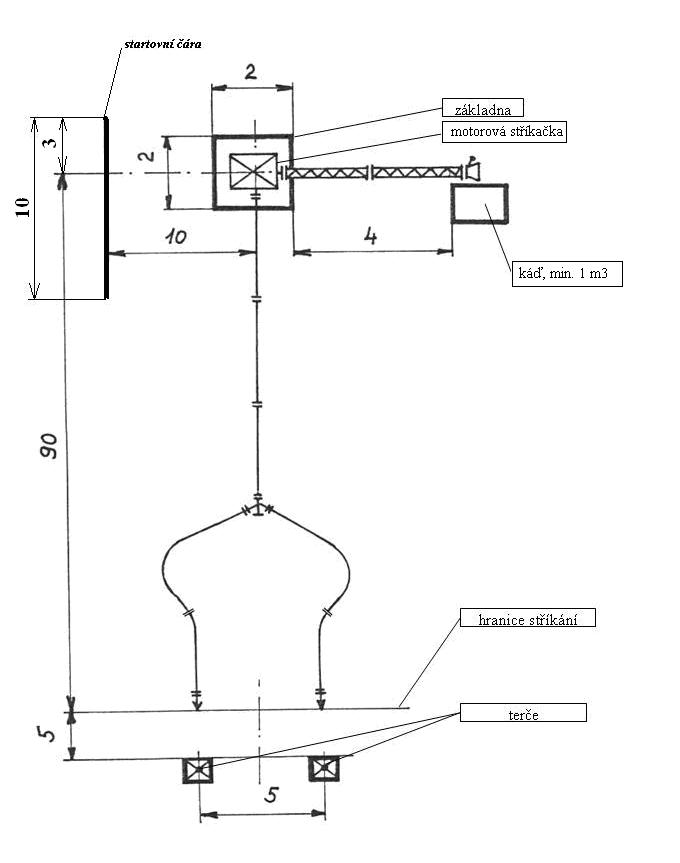 startovní čára
2
základna
motorová stříkačka
3
2
10
10
4
káď, min. 1 m3
90
hranice stříkání
terče
5
5